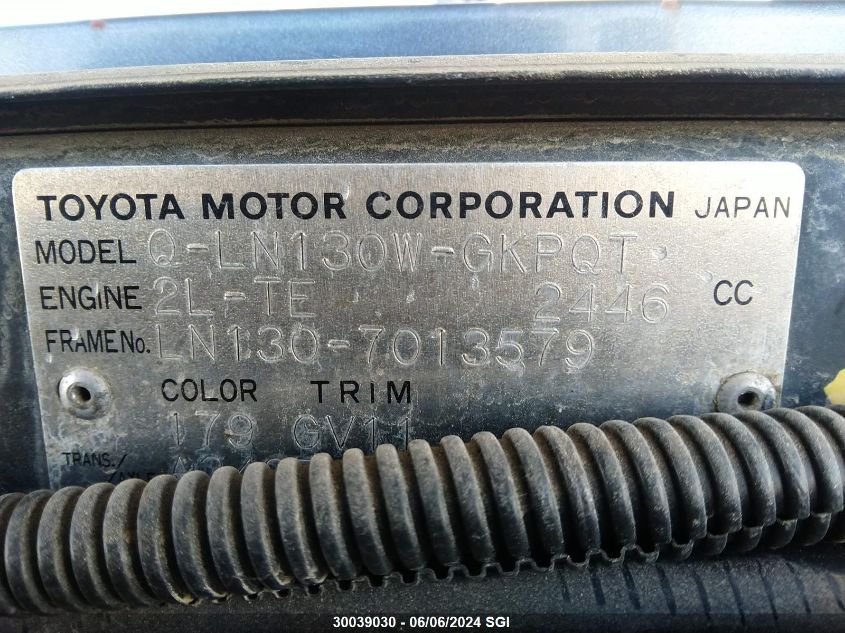 TOYOTA MOTOR CORPORATION JAPAN
MODEL Q-LN130W-GKPQT
ENGINE 2L-TE 2446 CC
FRAME No. LN130-7013579
COLOR TRIM
179 GV11
TRANS./
30039030 - 06/06/2024 SGI